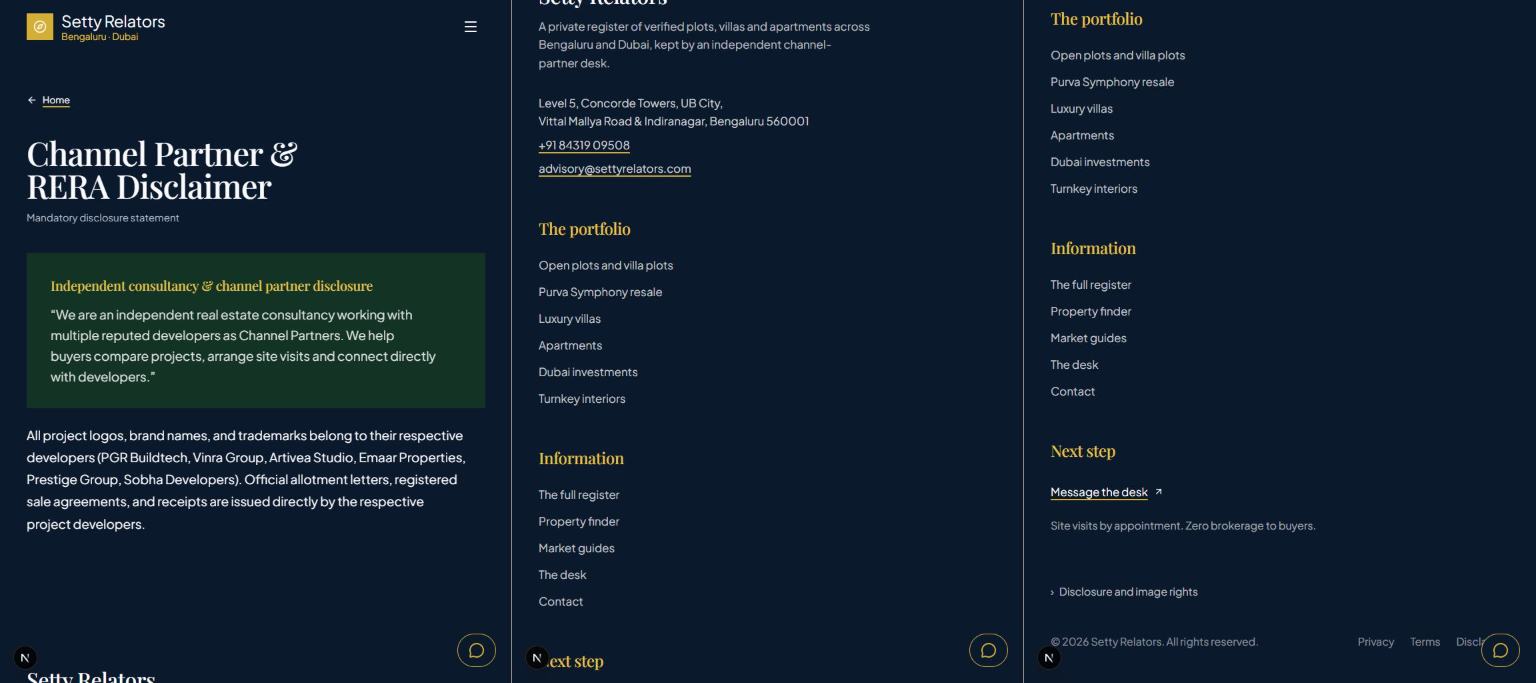 Setty Relators
Bengaluru · Dubai
← Home
Channel Partner &
RERA Disclaimer
Mandatory disclosure statement
Independent consultancy & channel partner disclosure
“We are an independent real estate consultancy working with
multiple reputed developers as Channel Partners. We help
buyers compare projects, arrange site visits and connect directly
with developers.”
All project logos, brand names, and trademarks belong to their respective
developers (PGR Buildtech, Vinra Group, Artivea Studio, Emaar Properties,
Prestige Group, Sobha Developers). Official allotment letters, registered
sale agreements, and receipts are issued directly by the respective
project developers.
N
Setty Relators
Setty Relators
A private register of verified plots, villas and apartments across
Bengaluru and Dubai, kept by an independent channel-
partner desk.
Level 5, Concorde Towers, UB City,
Vittal Mallya Road & Indiranagar, Bengaluru 560001
+91 84319 09508
advisory@settyrelators.com
The portfolio
Open plots and villa plots
Purva Symphony resale
Luxury villas
Apartments
Dubai investments
Turnkey interiors
Information
The full register
Property finder
Market guides
The desk
Contact
N
ext step
The portfolio
Open plots and villa plots
Purva Symphony resale
Luxury villas
Apartments
Dubai investments
Turnkey interiors
Information
The full register
Property finder
Market guides
The desk
Contact
Next step
Message the desk ↗
Site visits by appointment. Zero brokerage to buyers.
› Disclosure and image rights
© 2026 Setty Relators. All rights reserved.
Privacy Terms Discla
N